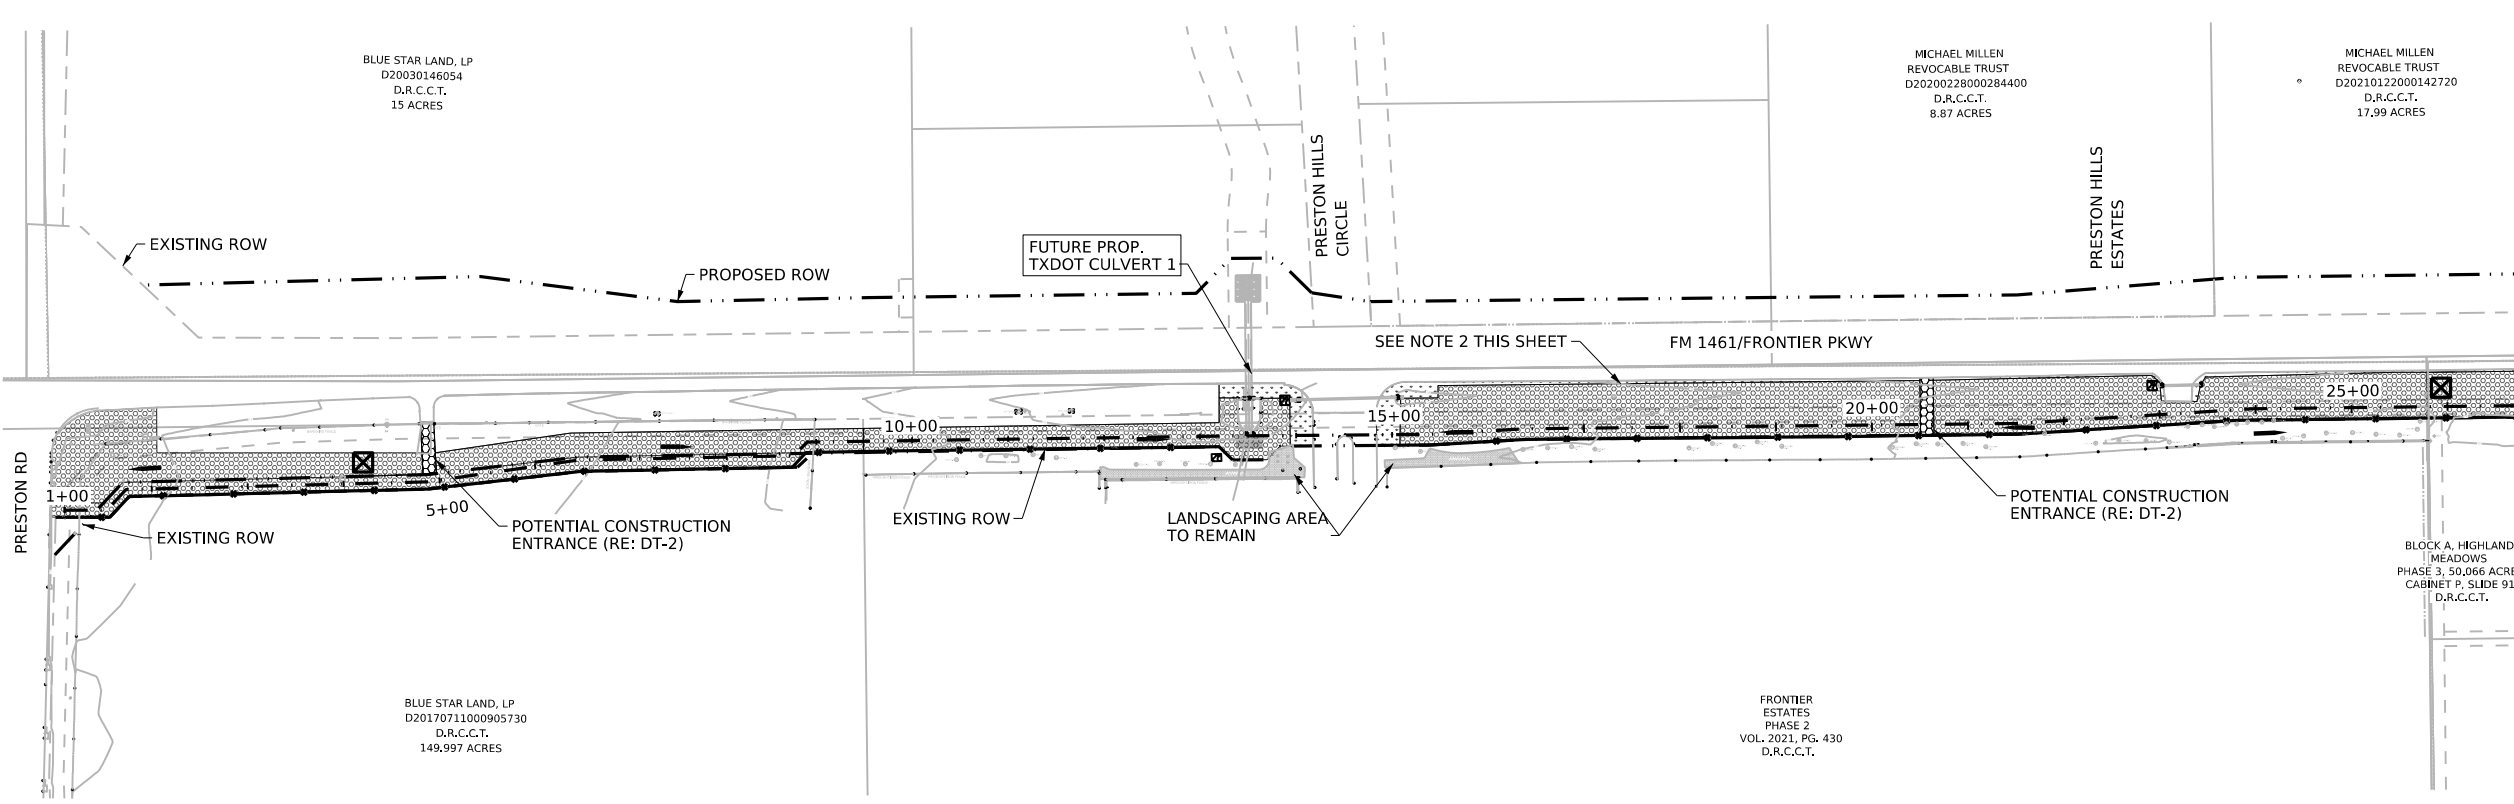 BLUE STAR LAND, LP
D20030146054
D.R.C.C.T.
15 ACRES
MICHAEL MILLEN
REVOCABLE TRUST
D20200228000284400
D.R.C.C.T.
8.87 ACRES
MICHAEL MILLEN
REVOCABLE TRUST
D20210122000142720
D.R.C.C.T.
17.99 ACRES
PRESTON HILLS
CIRCLE
PRESTON HILLS
ESTATES
EXISTING ROW
PROPOSED ROW
FUTURE PROP.
TXDOT CULVERT 1
SEE NOTE 2 THIS SHEET
FM 1461/FRONTIER PKWY
PRESTON RD
1+00
5+00
10+00
15+00
20+00
25+00
EXISTING ROW
POTENTIAL CONSTRUCTION
ENTRANCE (RE: DT-2)
EXISTING ROW
LANDSCAPING AREA
TO REMAIN
POTENTIAL CONSTRUCTION
ENTRANCE (RE: DT-2)
BLOCK A, HIGHLAND
MEADOWS
PHASE 3, 50.066 ACRE
CABINET P, SLIDE 91
D.R.C.C.T.
BLUE STAR LAND, LP
D20170711000905730
D.R.C.C.T.
149.997 ACRES
FRONTIER
ESTATES
PHASE 2
VOL. 2021, PG. 430
D.R.C.C.T.